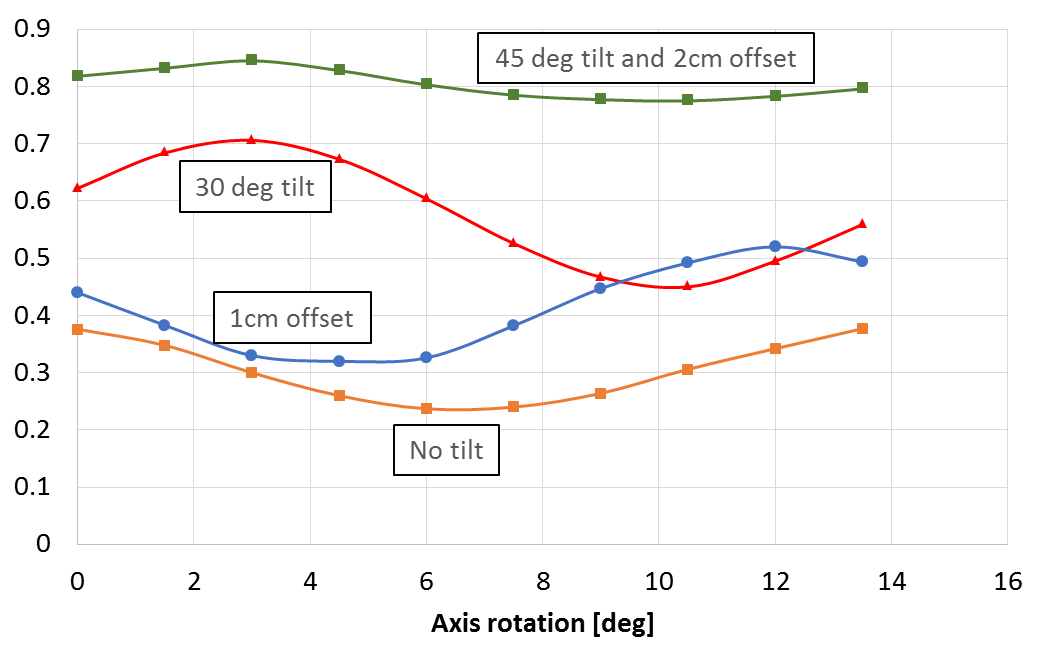 0.9
0.8
0.7
0.6
0.5
0.4
0.3
0.2
0.1
0
45 deg tilt and 2cm offset
30 deg tilt
1cm offset
No tilt
0 2 4 6 8 10 12 14 16
Axis rotation [deg]